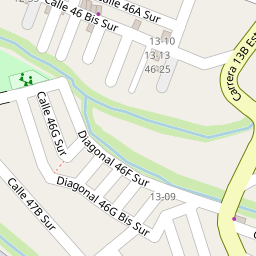 Calle 46A Sur
Calle 46 Bis Sur
13-10
13-13
46-25
Carrera 13B Es
Calle 46G Sur
Diagonal 46F Sur
Diagonal 46G Bis Sur
13-09
Calle 47B Sur